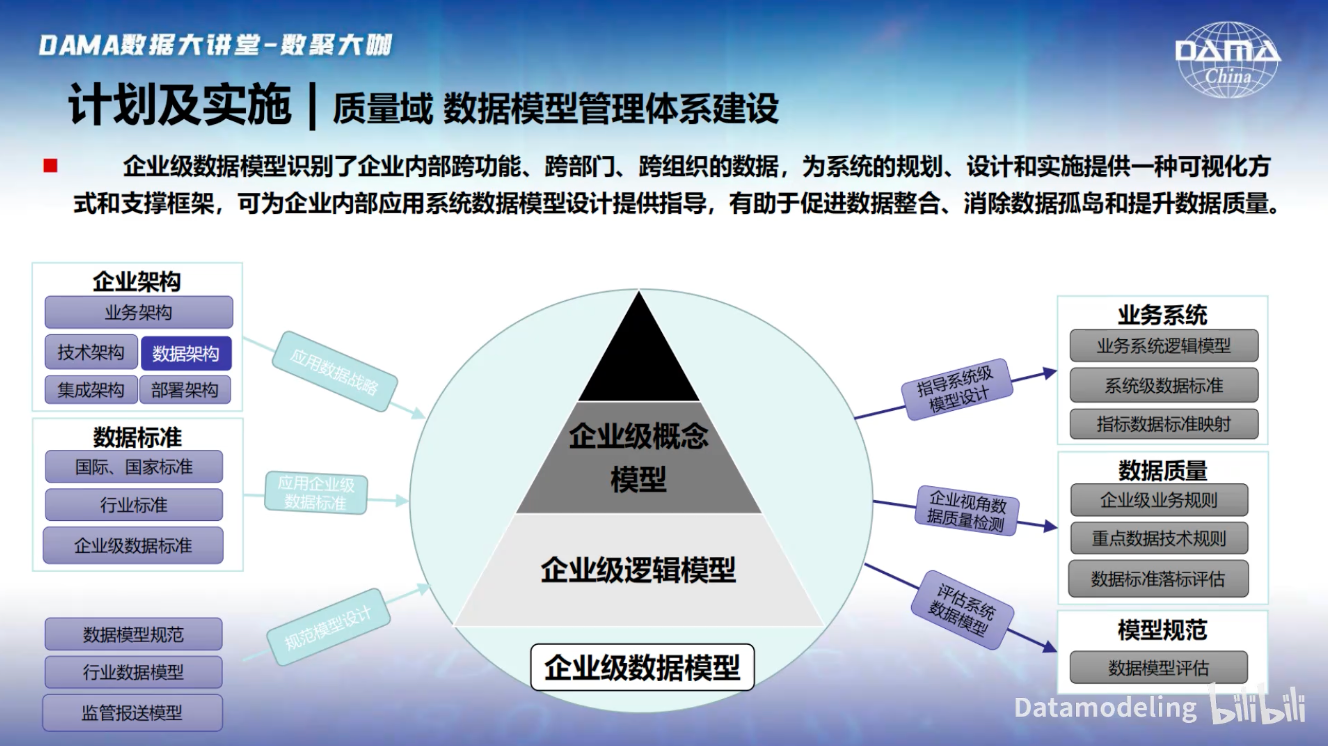 DAMA数据大讲堂-数聚大咖
DAMA
China
计划及实施 | 质量域 数据模型管理体系建设
企业级数据模型识别了企业内部跨功能、跨部门、跨组织的数据，为系统的规划、设计和实施提供一种可视化方
式和支撑框架，可为企业内部应用系统数据模型设计提供指导，有助于促进数据整合、消除数据孤岛和提升数据质量。
企业架构
业务架构
技术架构
数据架构
集成架构
部署架构
数据标准
国际、国家标准
行业标准
企业级数据标准
数据模型规范
行业数据模型
监管报送模型
应用数据战略
应用企业级
数据标准
规范模型设计
企业级概念
模型
企业级逻辑模型
企业级数据模型
指导系统级
模型设计
企业视角数
据质量检测
评估系统
数据模型
业务系统
业务系统逻辑模型
系统级数据标准
指标数据标准映射
数据质量
企业级业务规则
重点数据技术规则
数据标准落标评估
模型规范
数据模型评估
Datamodeling bilibili